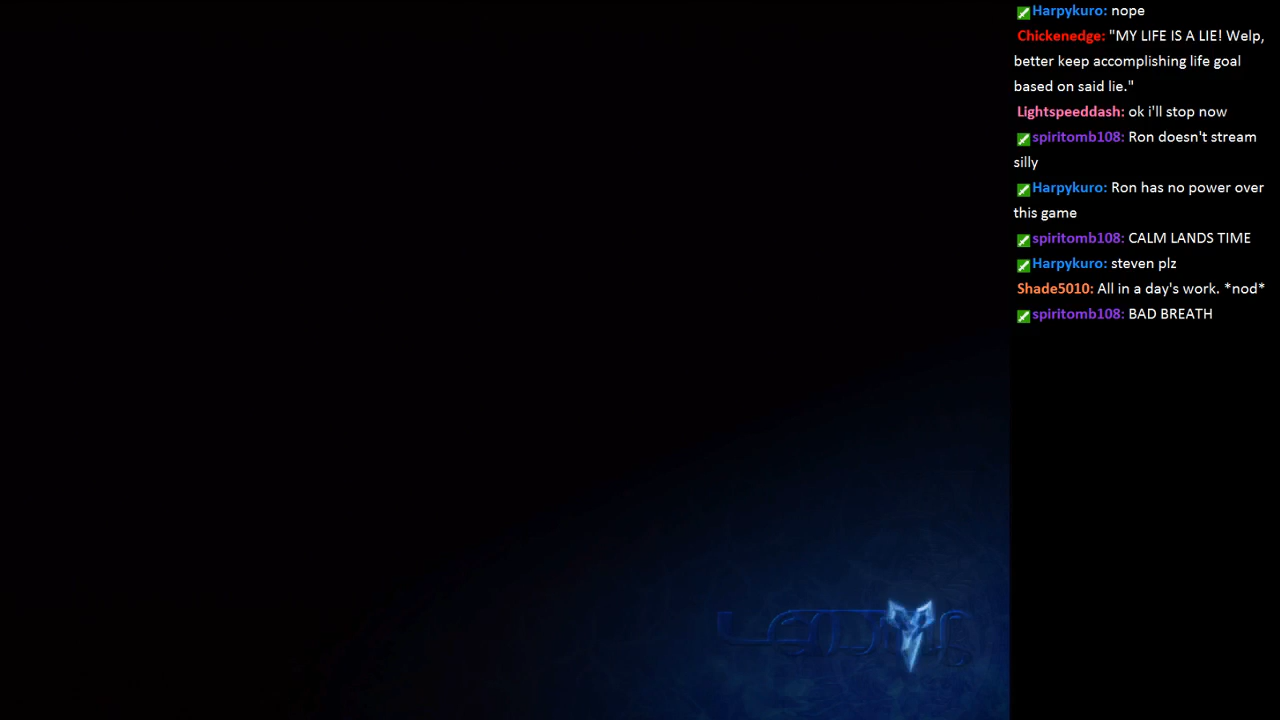 Harpykuro: nope
Chickenedge: "MY LIFE IS A LIE! Welp,
better keep accomplishing life goal
based on said lie."
Lightspeeddash: ok i'll stop now
spiritomb108: Ron doesn't stream
silly
Harpykuro: Ron has no power over
this game
spiritomb108: CALM LANDS TIME
Harpykuro: steven plz
Shade5010: All in a day's work. *nod*
spiritomb108: BAD BREATH